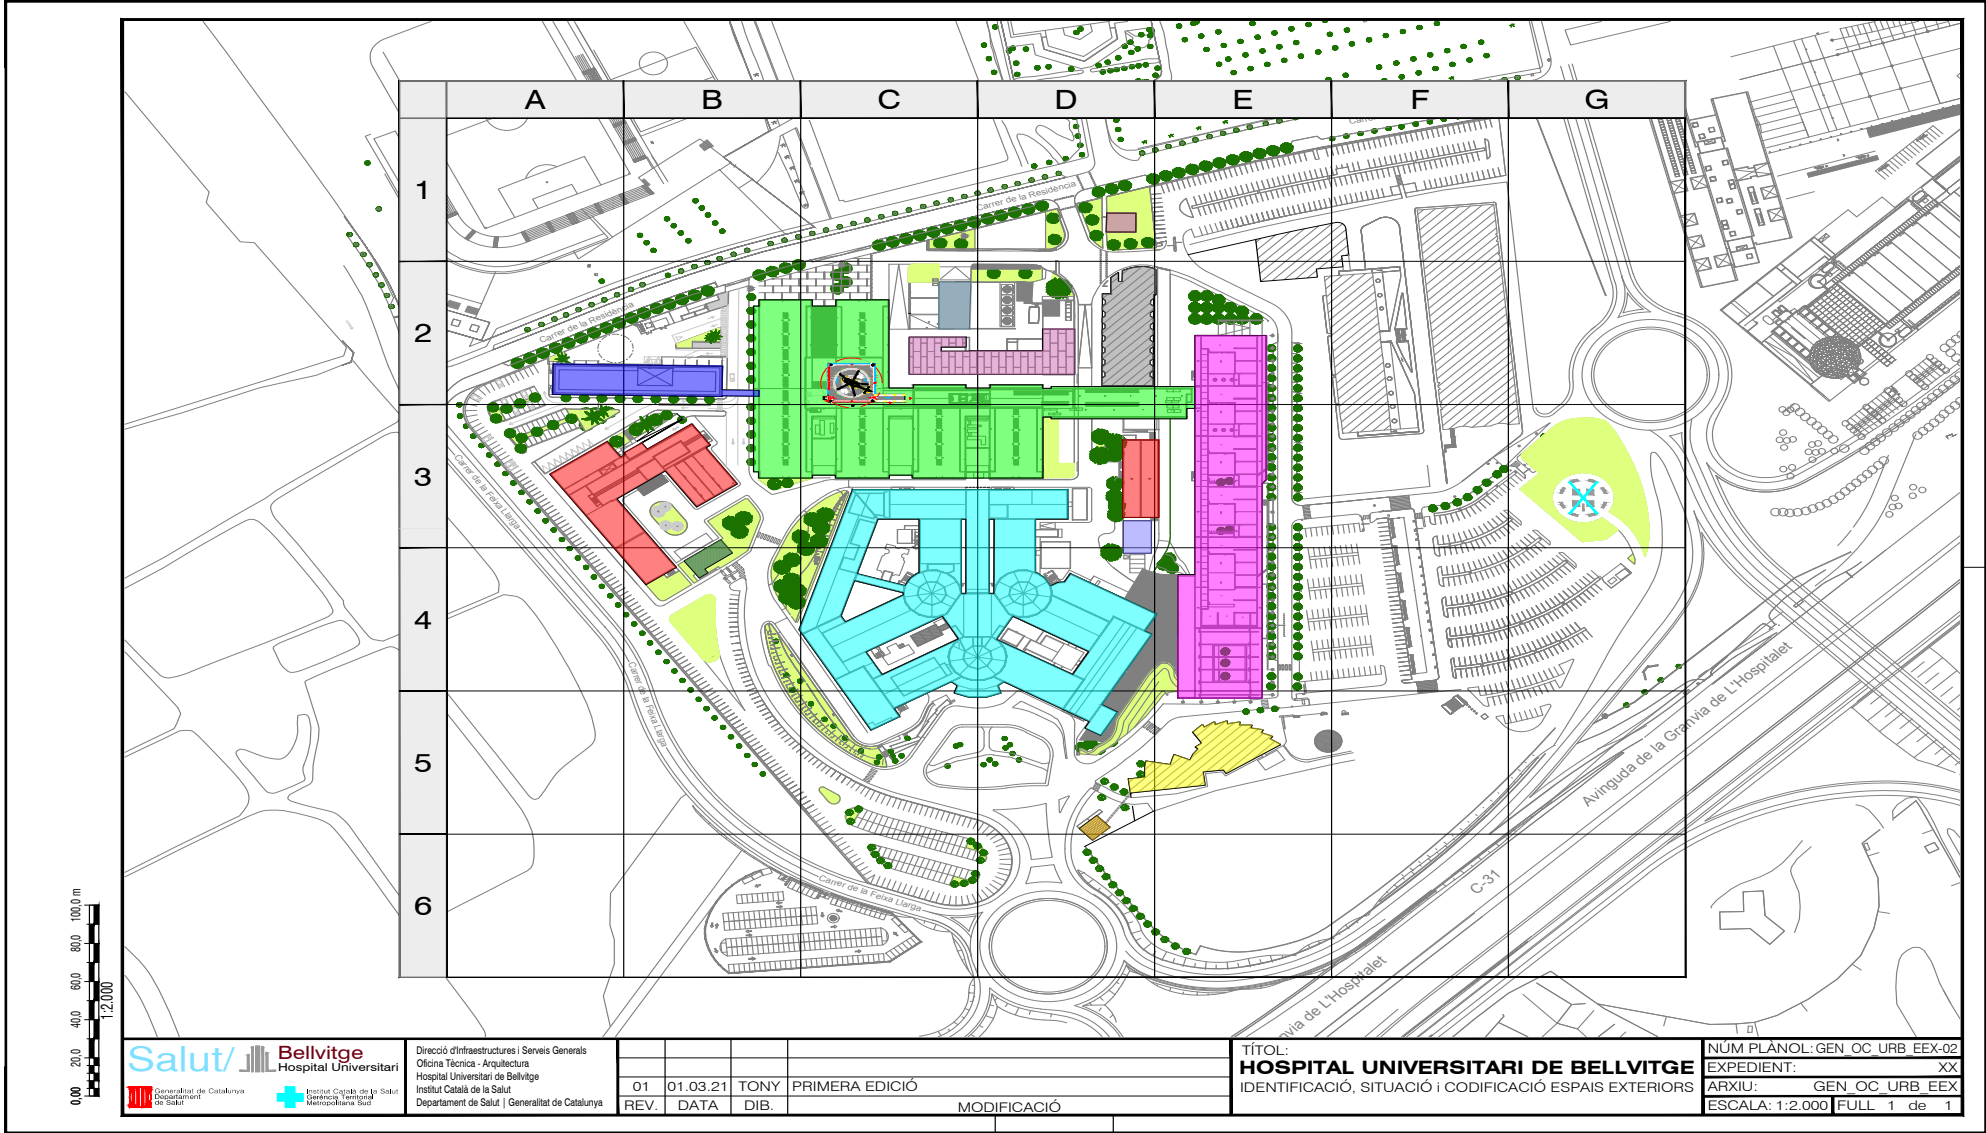 A B C D E F G
1
2
3
4
5
6
Carrer de la Residència
Carrer de la Residència
Carrer de la Feixa Llarga
Carrer de la Feixa Llarga
Carrer de la Feixa Llarga
Avinguda de la Granvia de L'Hospitalet
C-31
nvia de L'Hospitalet
0,00 20,0 40,0 60,0 80,0 100,0 m
1:2.000
Salut/ Bellvitge
Hospital Universitari
Generalitat de Catalunya
Departament
de Salut
Institut Català de la Salut
Gerència Territorial
Metropolitana Sud
Direcció d'Infraestructures i Serveis Generals
Oficina Tècnica - Arquitectura
Hospital Universitari de Bellvitge
Institut Català de la Salut
Departament de Salut | Generalitat de Catalunya
01 01.03.21 TONY PRIMERA EDICIÓ
REV. DATA DIB. MODIFICACIÓ
TÍTOL:
HOSPITAL UNIVERSITARI DE BELLVITGE
IDENTIFICACIÓ, SITUACIÓ i CODIFICACIÓ ESPAIS EXTERIORS
NÚM PLÀNOL: GEN_OC_URB_EEX-02
EXPEDIENT: XX
ARXIU: GEN_OC_URB_EEX
ESCALA: 1:2.000 FULL 1 de 1